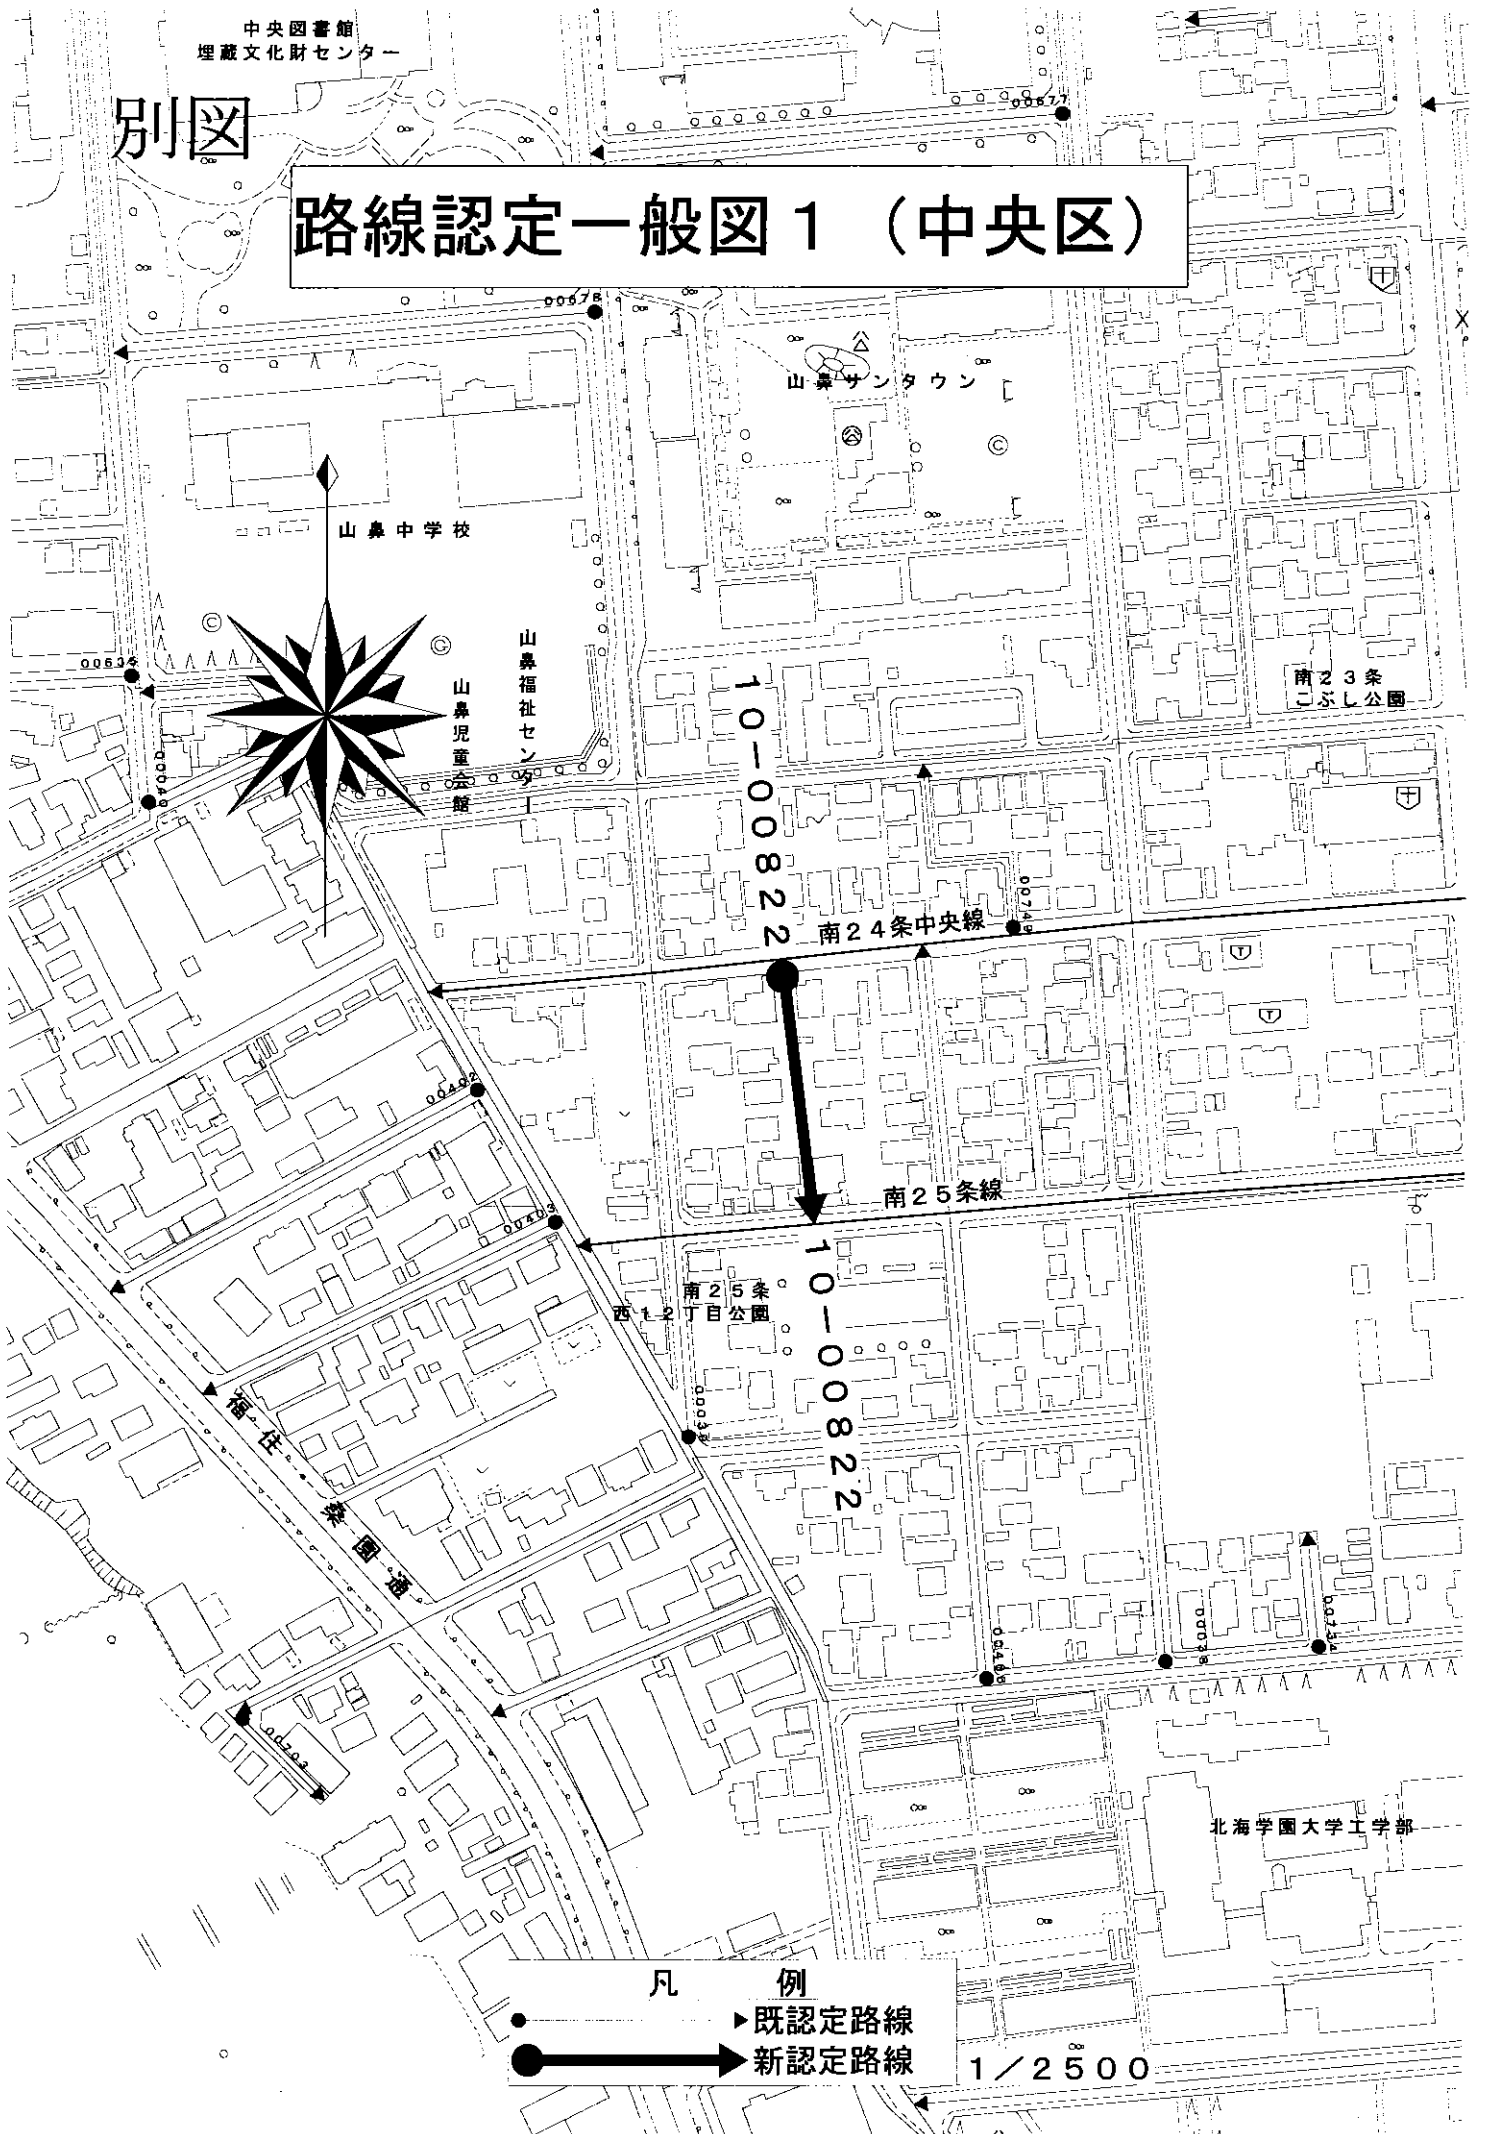 中央図書館
埋蔵文化財センター
別図
00677
路線認定一般図１（中央区）
00678
山鼻サンタウン
山鼻中学校
00635
山鼻福祉センター
山鼻児童会館
南２３条
こぶし公園
１０－００８２２
南２４条中央線
00402
00403
南２５条線
南２５条
西１２丁目公園
１０－００８２２
福住
桑園通
00038
00703
北海学園大学工学部
凡　例
既認定路線
新認定路線
１／２５００